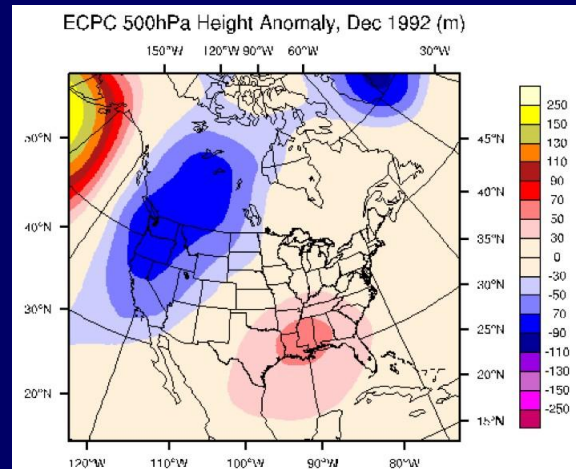 ECPC 500hPa Height Anomaly, Dec 1992 (m)
150°W 120°W 90°W 60°W 30°W
50°N
40°N
30°N
20°N
45°N
40°N
35°N
30°N
25°N
20°N
15°N
120°W 110°W 100°W 90°W 80°W
250
150
130
110
90
70
50
30
0
-30
-50
-70
-90
-110
-130
-150
-250